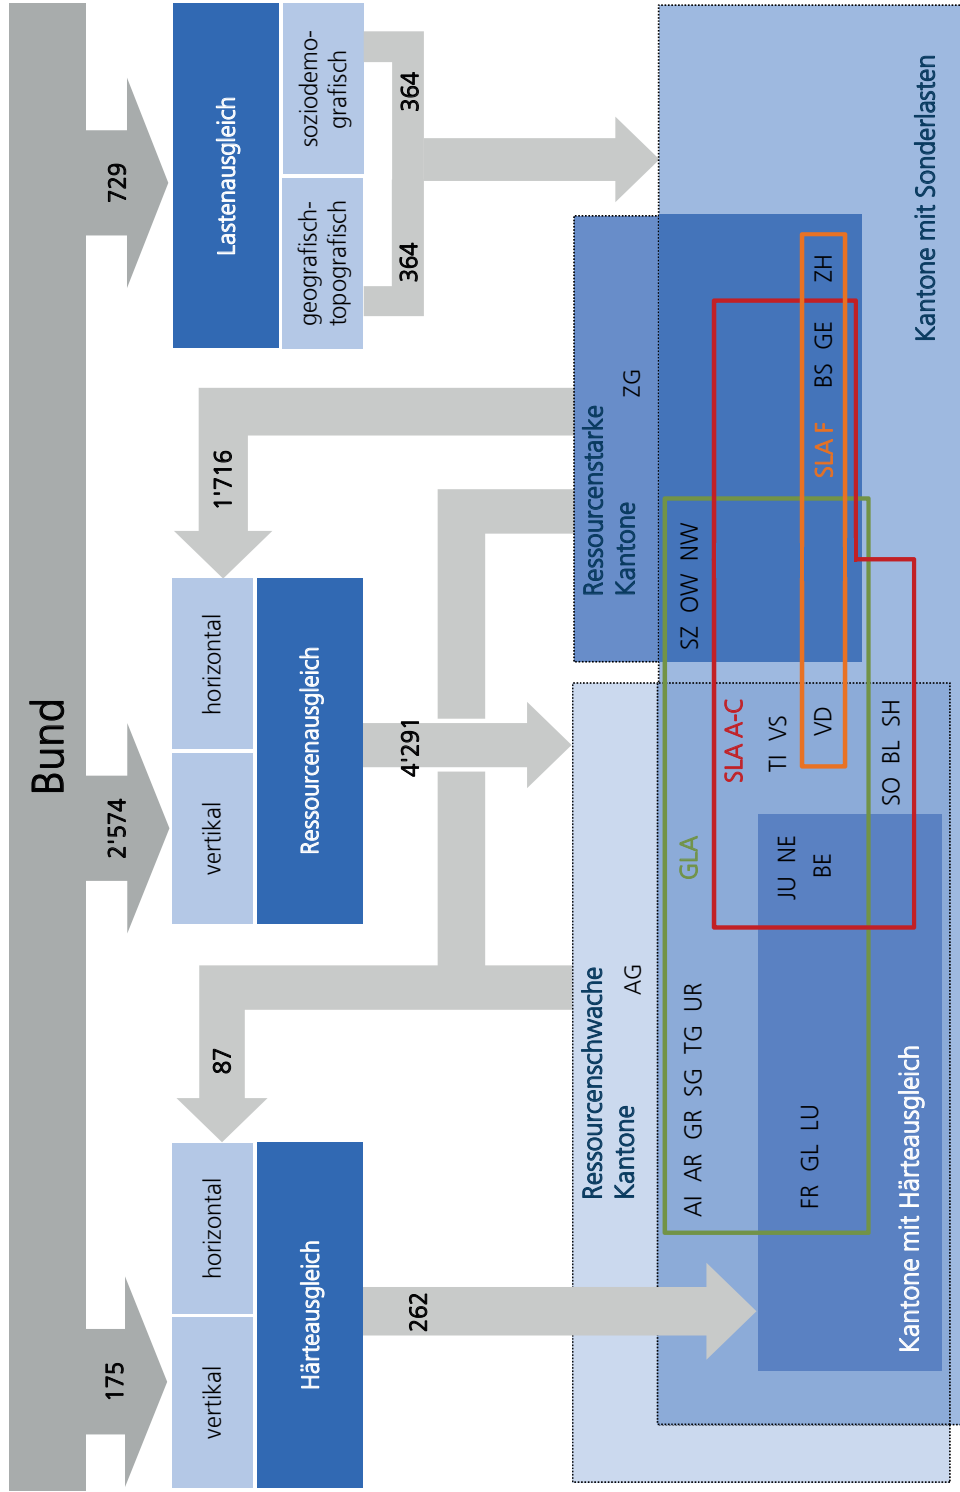 Bund
175
2'574
729
vertikal
horizontal
Härteausgleich
vertikal
horizontal
Ressourcenausgleich
Lastenausgleich
geografisch-
topografisch
soziodemo-
grafisch
87
1'716
262
4'291
364
364
Ressourcenschwache
Kantone
AG
Ressourcenstarke
Kantone
ZG
AI AR GR SG TG UR
GLA
SZ OW NW
SLA A-C
TI VS
JU NE
BE
FR GL LU
VD
SLA F
BS GE
ZH
SO BL SH
Kantone mit Härteausgleich
Kantone mit Sonderlasten